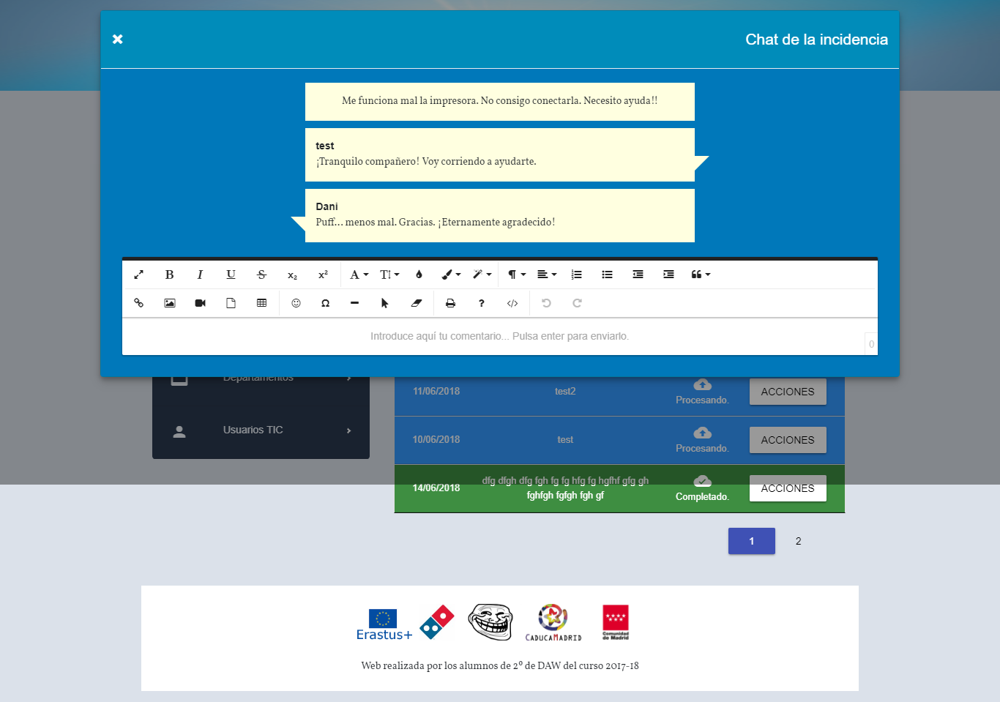 Chat de la incidencia
Me funciona mal la impresora. No consigo conectarla. Necesito ayuda!!
test
¡Tranquilo compañero! Voy corriendo a ayudarte.
Dani
Puff... menos mal. Gracias. ¡Eternamente agradecido!
Introduce aquí tu comentario... Pulsa enter para enviarlo.
0
Departamentos
Usuarios TIC
11/06/2018 test2 Procesando. ACCIONES
10/06/2018 test Procesando. ACCIONES
14/06/2018 dfg dfgh dfg fgh fg fg hfg fg hgfhf gfg gh
fghfgh fgfgh fgh gf Completado. ACCIONES
1 2
Erastus+ CADUCAMADRID Comunidad
de Madrid
Web realizada por los alumnos de 2º de DAW del curso 2017-18